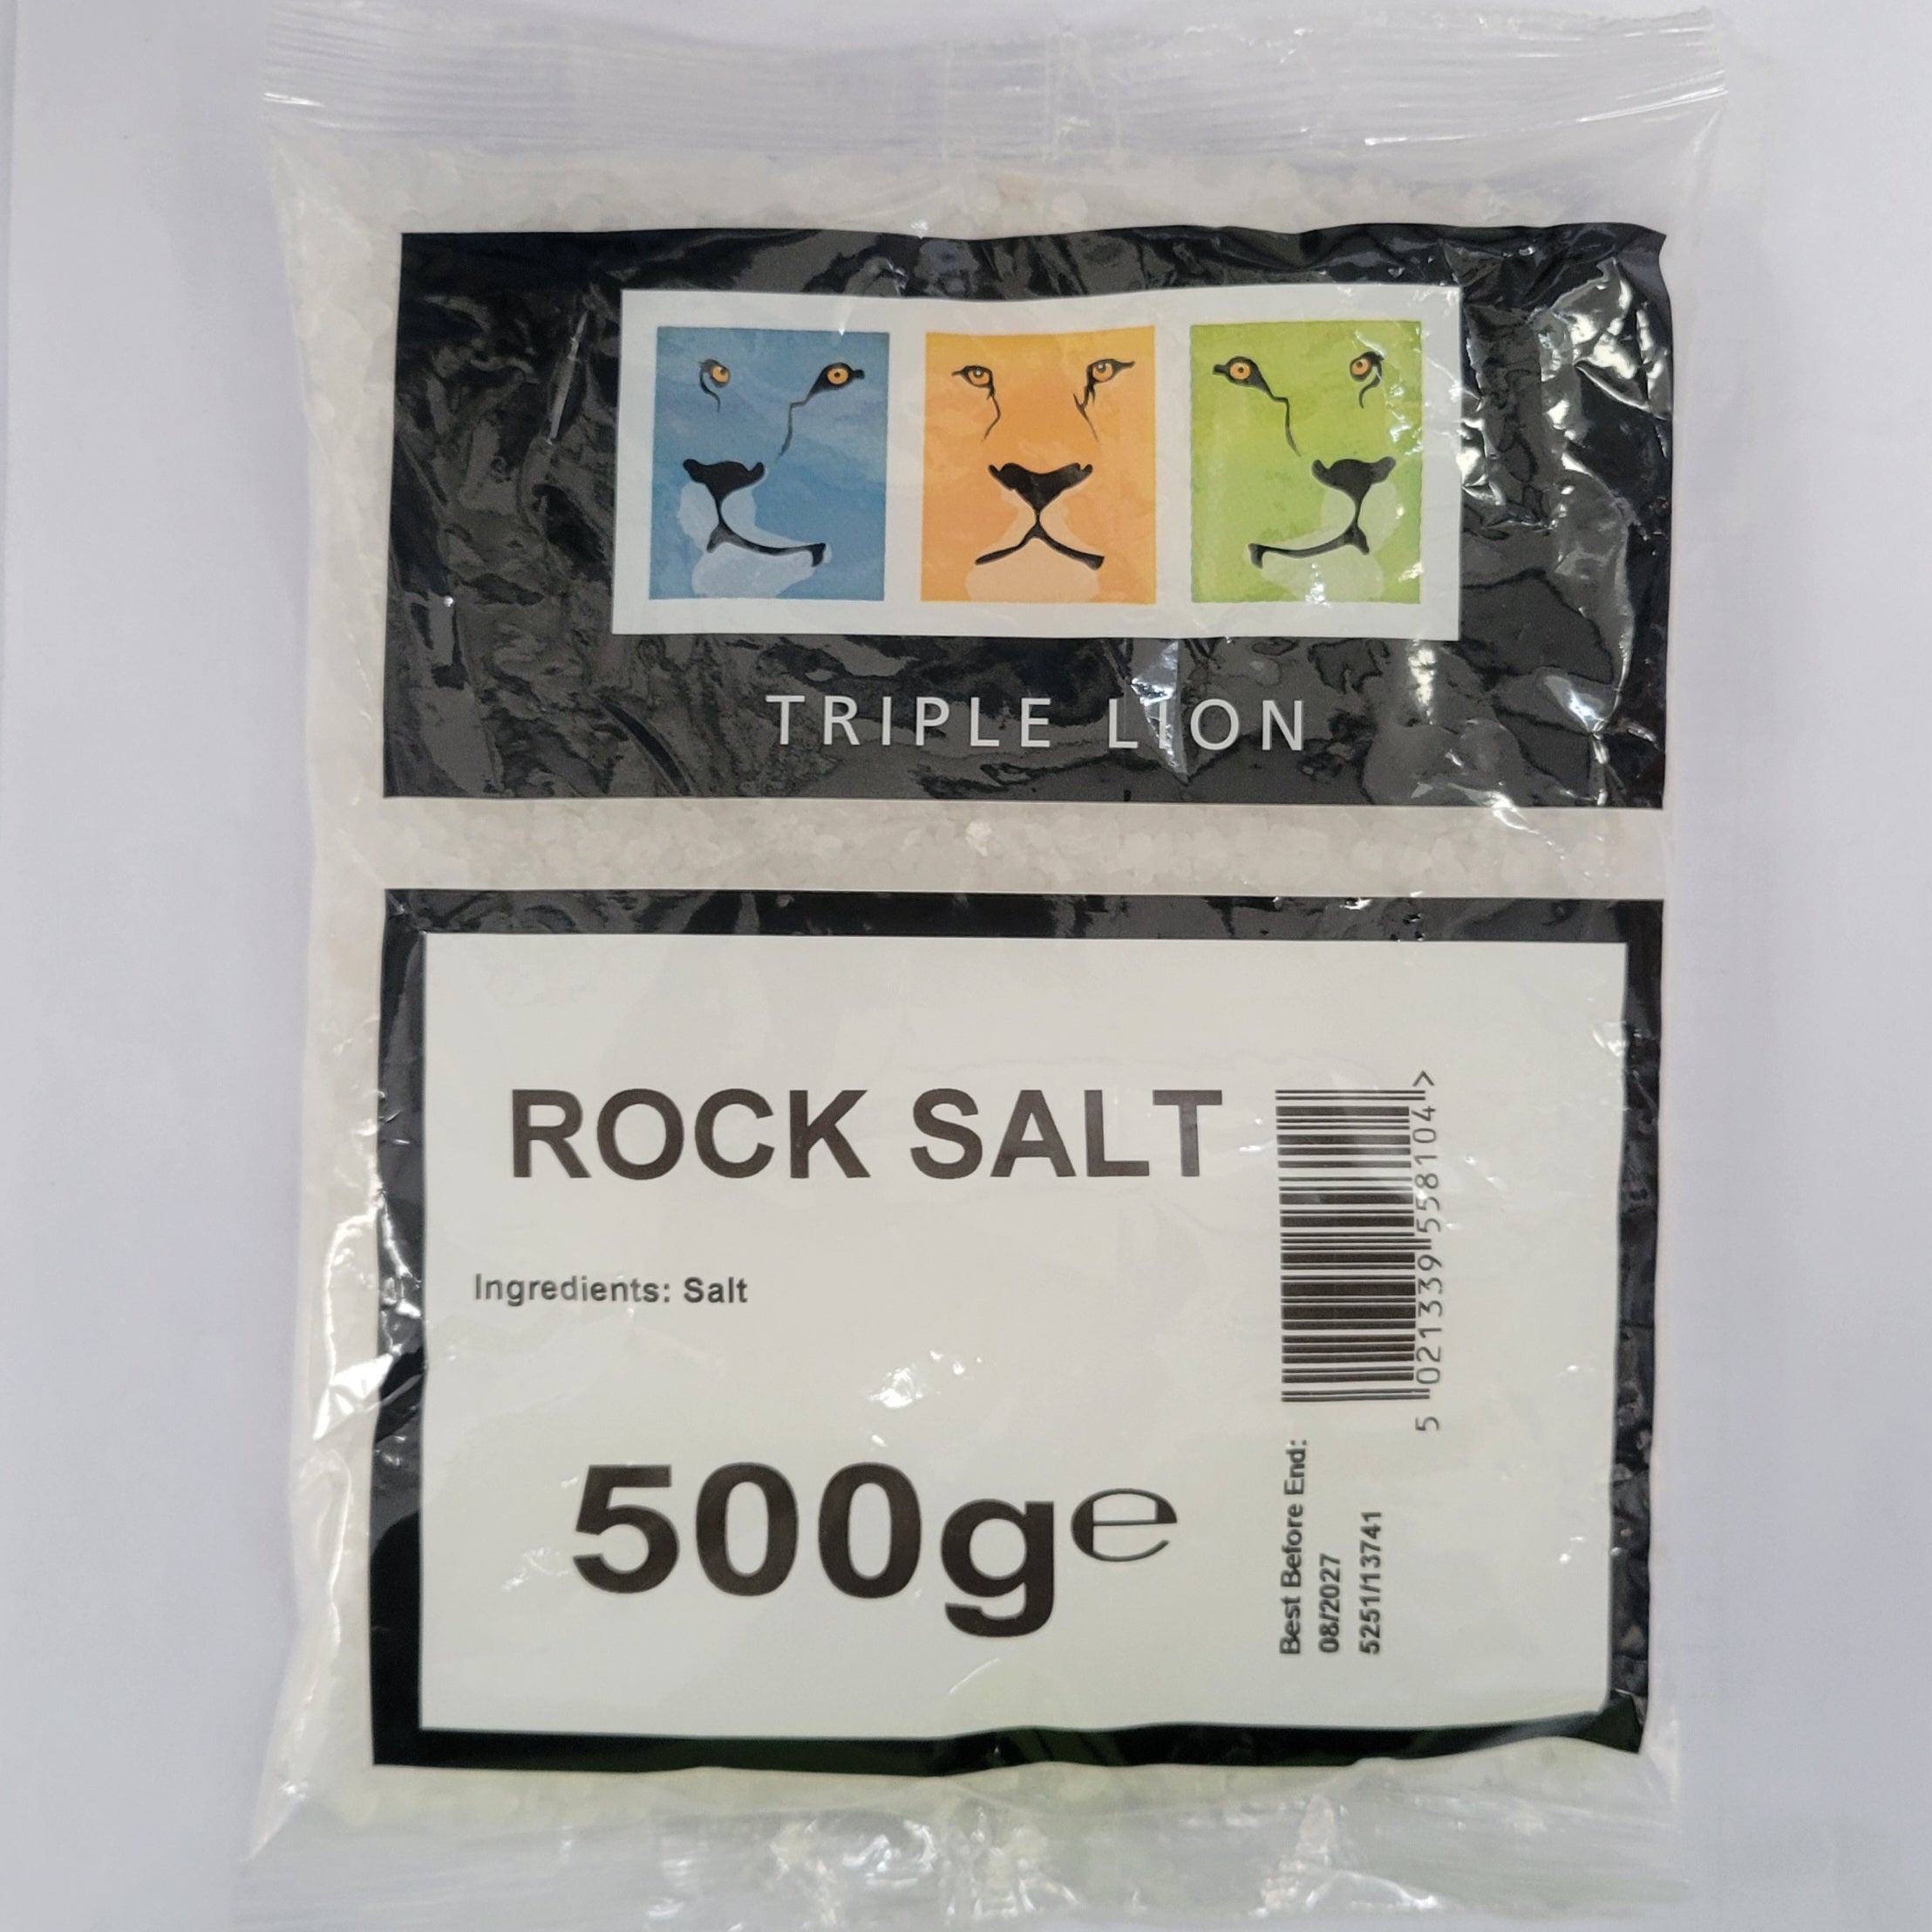 TRIPLE LION
ROCK SALT
Ingredients: Salt
500g℮
5 021339 558104 >
Best Before End:
08/2027
5251/13741